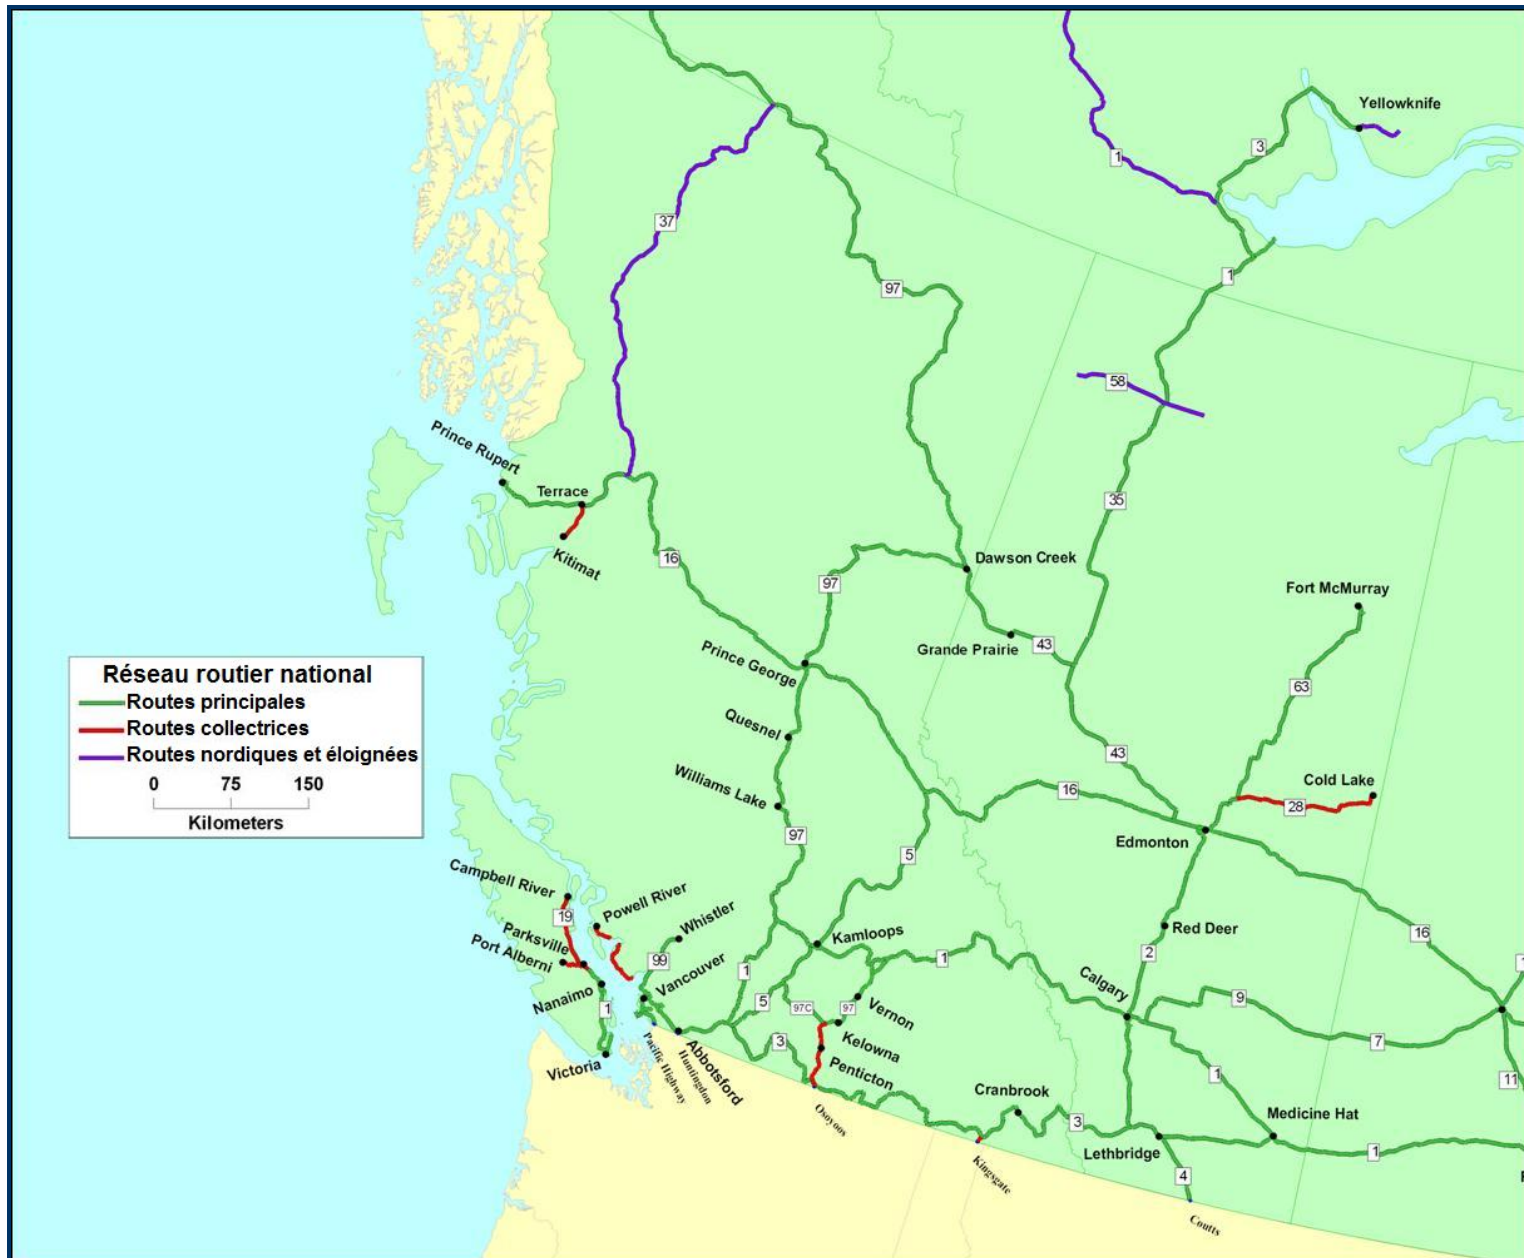 Yellowknife
3
1
37
97
1
58
Prince Rupert
Terrace
35
Kitimat
16
97
Dawson Creek
Fort McMurray
Grande Prairie
43
Prince George
63
Réseau routier national
Routes principales
Routes collectrices
Routes nordiques et éloignées
0 75 150
Kilometers
Quesnel
43
Williams Lake
16
Cold Lake
28
97
Edmonton
5
Campbell River
Powell River
19
Whistler
Parksville
Port Alberni
Kamloops
Red Deer
16
99
Vancouver
1
5
1
2
Calgary
Nanaimo
1
97C
97
Vernon
9
7
Kelowna
3
Victoria
Pacific Highway
Huntingdon
Abbotsford
Penticton
1
11
Osoyoos
Cranbrook
3
Medicine Hat
Lethbridge
1
Kingsgate
4
Coutts